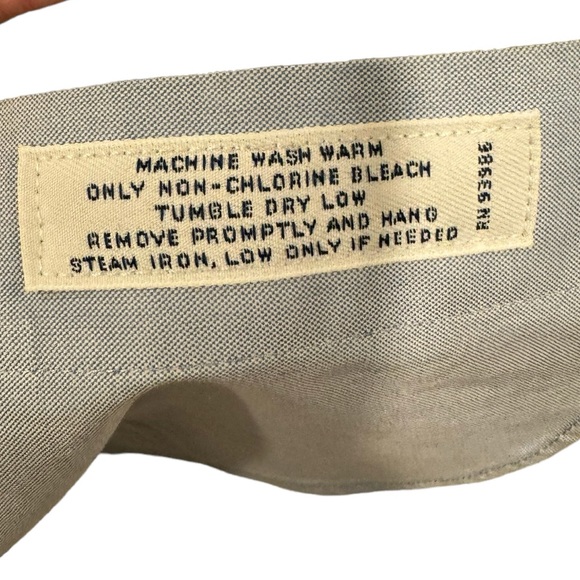 MACHINE WASH WARM
ONLY NON-CHLORINE BLEACH
TUMBLE DRY LOW
REMOVE PROMPTLY AND HANG
STEAM IRON, LOW ONLY IF NEEDED
RN 93988